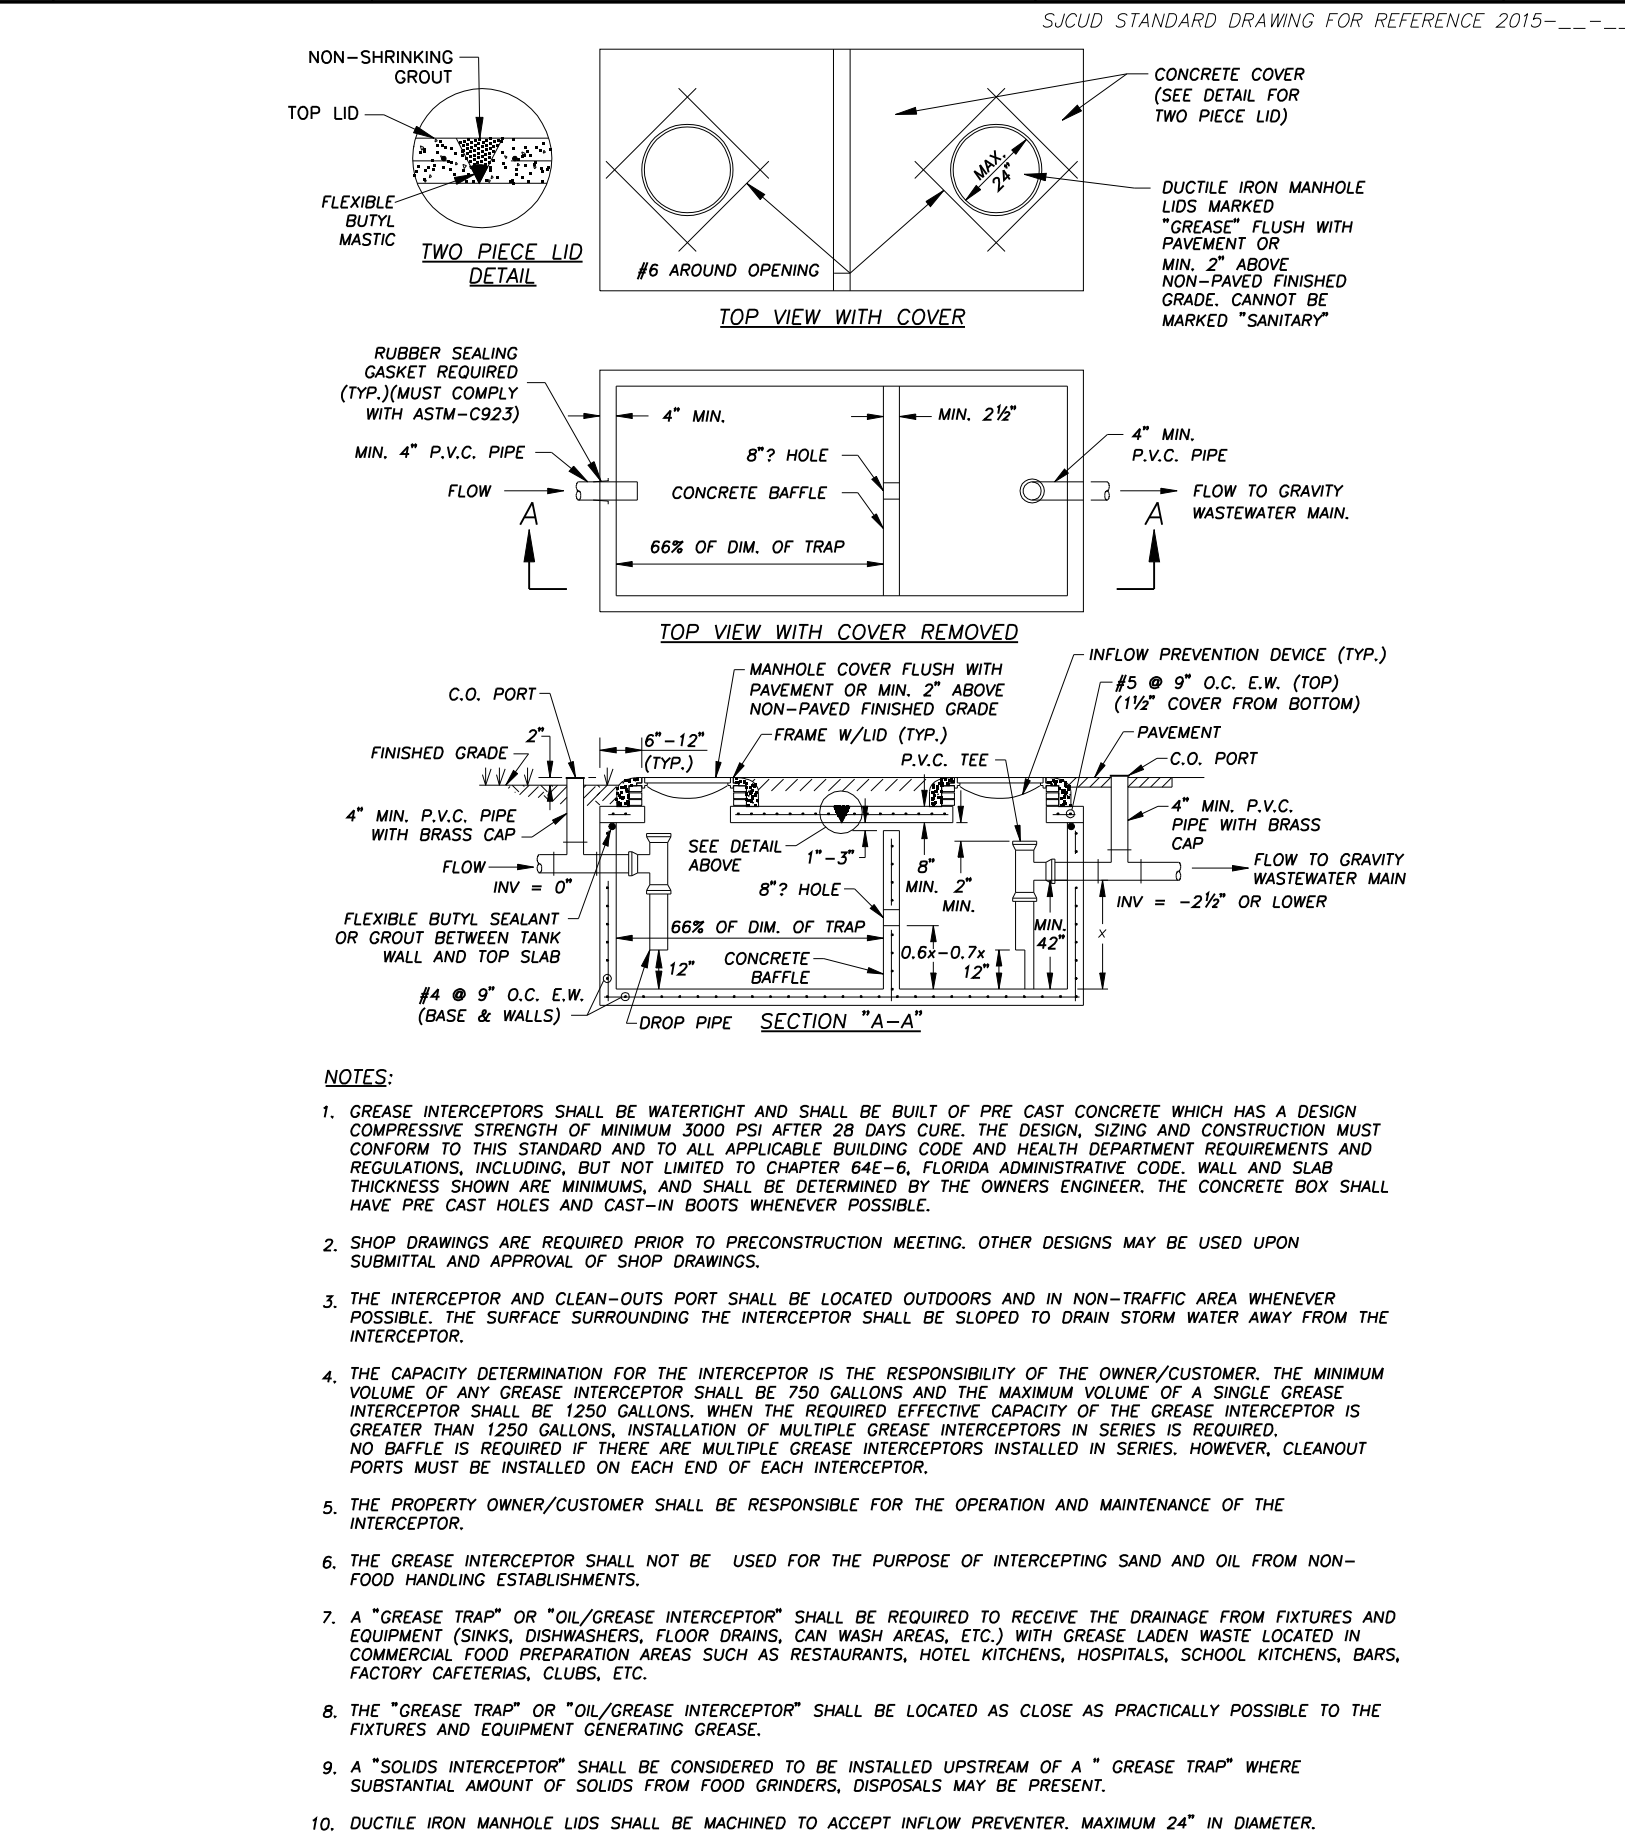 SJCUD STANDARD DRAWING FOR REFERENCE 2015-__-__
NON-SHRINKING
GROUT
TOP LID
FLEXIBLE
BUTYL
MASTIC
TWO PIECE LID
DETAIL
MAX.
24"
#6 AROUND OPENING
CONCRETE COVER
(SEE DETAIL FOR
TWO PIECE LID)
DUCTILE IRON MANHOLE
LIDS MARKED
"GREASE" FLUSH WITH
PAVEMENT OR
MIN. 2" ABOVE
NON-PAVED FINISHED
GRADE. CANNOT BE
MARKED "SANITARY"
TOP VIEW WITH COVER
RUBBER SEALING
GASKET REQUIRED
(TYP.)(MUST COMPLY
WITH ASTM-C923)
MIN. 4" P.V.C. PIPE
FLOW
A
4" MIN.
MIN. 2½"
8"? HOLE
CONCRETE BAFFLE
66% OF DIM. OF TRAP
4" MIN.
P.V.C. PIPE
FLOW TO GRAVITY
WASTEWATER MAIN.
A
TOP VIEW WITH COVER REMOVED
C.O. PORT
2"
FINISHED GRADE
6"-12"
(TYP.)
MANHOLE COVER FLUSH WITH
PAVEMENT OR MIN. 2" ABOVE
NON-PAVED FINISHED GRADE
FRAME W/LID (TYP.)
P.V.C. TEE
INFLOW PREVENTION DEVICE (TYP.)
#5 @ 9" O.C. E.W. (TOP)
(1½" COVER FROM BOTTOM)
PAVEMENT
C.O. PORT
4" MIN. P.V.C. PIPE
WITH BRASS CAP
FLOW
INV = 0"
SEE DETAIL
ABOVE
1"-3"
8"
MIN.
2"
MIN.
8"? HOLE
4" MIN. P.V.C.
PIPE WITH BRASS
CAP
FLOW TO GRAVITY
WASTEWATER MAIN
INV = -2½" OR LOWER
FLEXIBLE BUTYL SEALANT
OR GROUT BETWEEN TANK
WALL AND TOP SLAB
66% OF DIM. OF TRAP
MIN.
42"
x
0.6x-0.7x
12"
12"
CONCRETE
BAFFLE
#4 @ 9" O.C. E.W.
(BASE & WALLS)
DROP PIPE
SECTION "A-A"
NOTES:
1. GREASE INTERCEPTORS SHALL BE WATERTIGHT AND SHALL BE BUILT OF PRE CAST CONCRETE WHICH HAS A DESIGN
COMPRESSIVE STRENGTH OF MINIMUM 3000 PSI AFTER 28 DAYS CURE. THE DESIGN, SIZING AND CONSTRUCTION MUST
CONFORM TO THIS STANDARD AND TO ALL APPLICABLE BUILDING CODE AND HEALTH DEPARTMENT REQUIREMENTS AND
REGULATIONS, INCLUDING, BUT NOT LIMITED TO CHAPTER 64E-6, FLORIDA ADMINISTRATIVE CODE. WALL AND SLAB
THICKNESS SHOWN ARE MINIMUMS, AND SHALL BE DETERMINED BY THE OWNERS ENGINEER. THE CONCRETE BOX SHALL
HAVE PRE CAST HOLES AND CAST-IN BOOTS WHENEVER POSSIBLE.
2. SHOP DRAWINGS ARE REQUIRED PRIOR TO PRECONSTRUCTION MEETING. OTHER DESIGNS MAY BE USED UPON
SUBMITTAL AND APPROVAL OF SHOP DRAWINGS.
3. THE INTERCEPTOR AND CLEAN-OUTS PORT SHALL BE LOCATED OUTDOORS AND IN NON-TRAFFIC AREA WHENEVER
POSSIBLE. THE SURFACE SURROUNDING THE INTERCEPTOR SHALL BE SLOPED TO DRAIN STORM WATER AWAY FROM THE
INTERCEPTOR.
4. THE CAPACITY DETERMINATION FOR THE INTERCEPTOR IS THE RESPONSIBILITY OF THE OWNER/CUSTOMER. THE MINIMUM
VOLUME OF ANY GREASE INTERCEPTOR SHALL BE 750 GALLONS AND THE MAXIMUM VOLUME OF A SINGLE GREASE
INTERCEPTOR SHALL BE 1250 GALLONS. WHEN THE REQUIRED EFFECTIVE CAPACITY OF THE GREASE INTERCEPTOR IS
GREATER THAN 1250 GALLONS, INSTALLATION OF MULTIPLE GREASE INTERCEPTORS IN SERIES IS REQUIRED.
NO BAFFLE IS REQUIRED IF THERE ARE MULTIPLE GREASE INTERCEPTORS INSTALLED IN SERIES. HOWEVER, CLEANOUT
PORTS MUST BE INSTALLED ON EACH END OF EACH INTERCEPTOR.
5. THE PROPERTY OWNER/CUSTOMER SHALL BE RESPONSIBLE FOR THE OPERATION AND MAINTENANCE OF THE
INTERCEPTOR.
6. THE GREASE INTERCEPTOR SHALL NOT BE USED FOR THE PURPOSE OF INTERCEPTING SAND AND OIL FROM NON-
FOOD HANDLING ESTABLISHMENTS.
7. A "GREASE TRAP" OR "OIL/GREASE INTERCEPTOR" SHALL BE REQUIRED TO RECEIVE THE DRAINAGE FROM FIXTURES AND
EQUIPMENT (SINKS, DISHWASHERS, FLOOR DRAINS, CAN WASH AREAS, ETC.) WITH GREASE LADEN WASTE LOCATED IN
COMMERCIAL FOOD PREPARATION AREAS SUCH AS RESTAURANTS, HOTEL KITCHENS, HOSPITALS, SCHOOL KITCHENS, BARS,
FACTORY CAFETERIAS, CLUBS, ETC.
8. THE "GREASE TRAP" OR "OIL/GREASE INTERCEPTOR" SHALL BE LOCATED AS CLOSE AS PRACTICALLY POSSIBLE TO THE
FIXTURES AND EQUIPMENT GENERATING GREASE.
9. A "SOLIDS INTERCEPTOR" SHALL BE CONSIDERED TO BE INSTALLED UPSTREAM OF A " GREASE TRAP" WHERE
SUBSTANTIAL AMOUNT OF SOLIDS FROM FOOD GRINDERS, DISPOSALS MAY BE PRESENT.
10. DUCTILE IRON MANHOLE LIDS SHALL BE MACHINED TO ACCEPT INFLOW PREVENTER. MAXIMUM 24" IN DIAMETER.